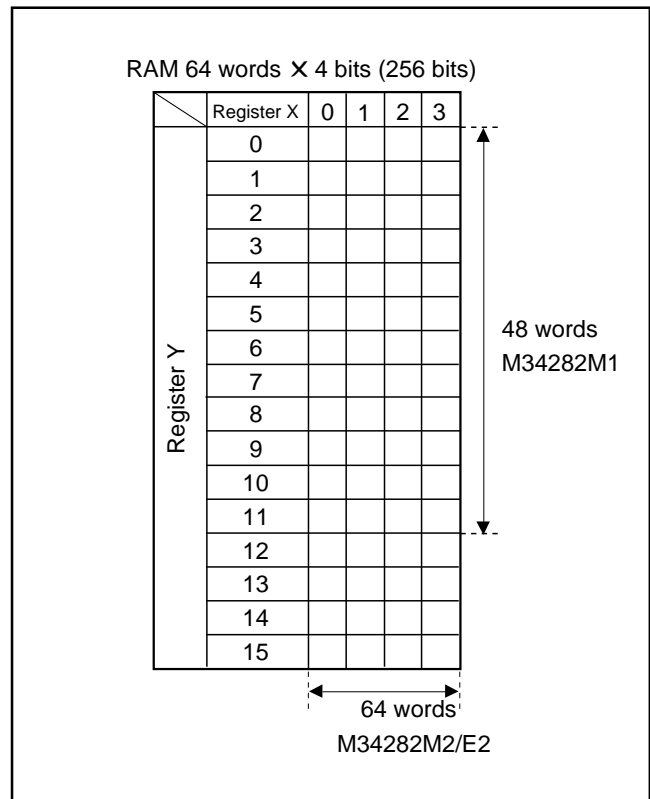 RAM 64 words × 4 bits (256 bits)
Register X 0 1 2 3
Register Y
0
1
2
3
4
5
6
7
8
9
10
11
12
13
14
15
48 words
M34282M1
64 words
M34282M2/E2